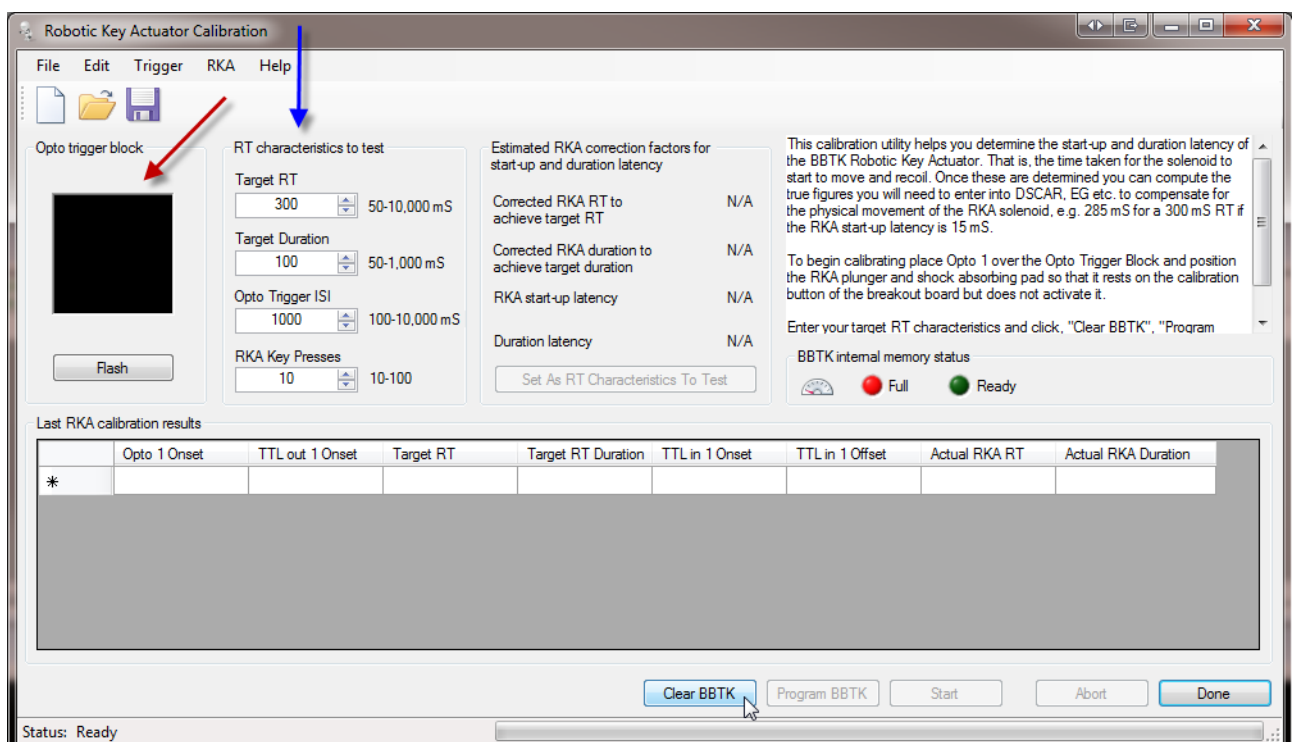 Robotic Key Actuator Calibration
File Edit Trigger RKA Help
Opto trigger block
Flash
RT characteristics to test
Target RT
300 50-10,000 mS
Target Duration
100 50-1,000 mS
Opto Trigger ISI
1000 100-10,000 mS
RKA Key Presses
10 10-100
Estimated RKA correction factors for
start-up and duration latency
Corrected RKA RT to N/A
achieve target RT
Corrected RKA duration to N/A
achieve target duration
RKA start-up latency N/A
Duration latency N/A
Set As RT Characteristics To Test
This calibration utility helps you determine the start-up and duration latency of
the BBTK Robotic Key Actuator. That is, the time taken for the solenoid to
start to move and recoil. Once these are determined you can compute the
true figures you will need to enter into DSCAR, EG etc. to compensate for
the physical movement of the RKA solenoid, e.g. 285 mS for a 300 mS RT if
the RKA start-up latency is 15 mS.
To begin calibrating place Opto 1 over the Opto Trigger Block and position
the RKA plunger and shock absorbing pad so that it rests on the calibration
button of the breakout board but does not activate it.
Enter your target RT characteristics and click, "Clear BBTK", "Program
BBTK internal memory status
Full Ready
Last RKA calibration results
Opto 1 Onset TTL out 1 Onset Target RT Target RT Duration TTL in 1 Onset TTL in 1 Offset Actual RKA RT Actual RKA Duration
Clear BBTK Program BBTK Start Abort Done
Status: Ready